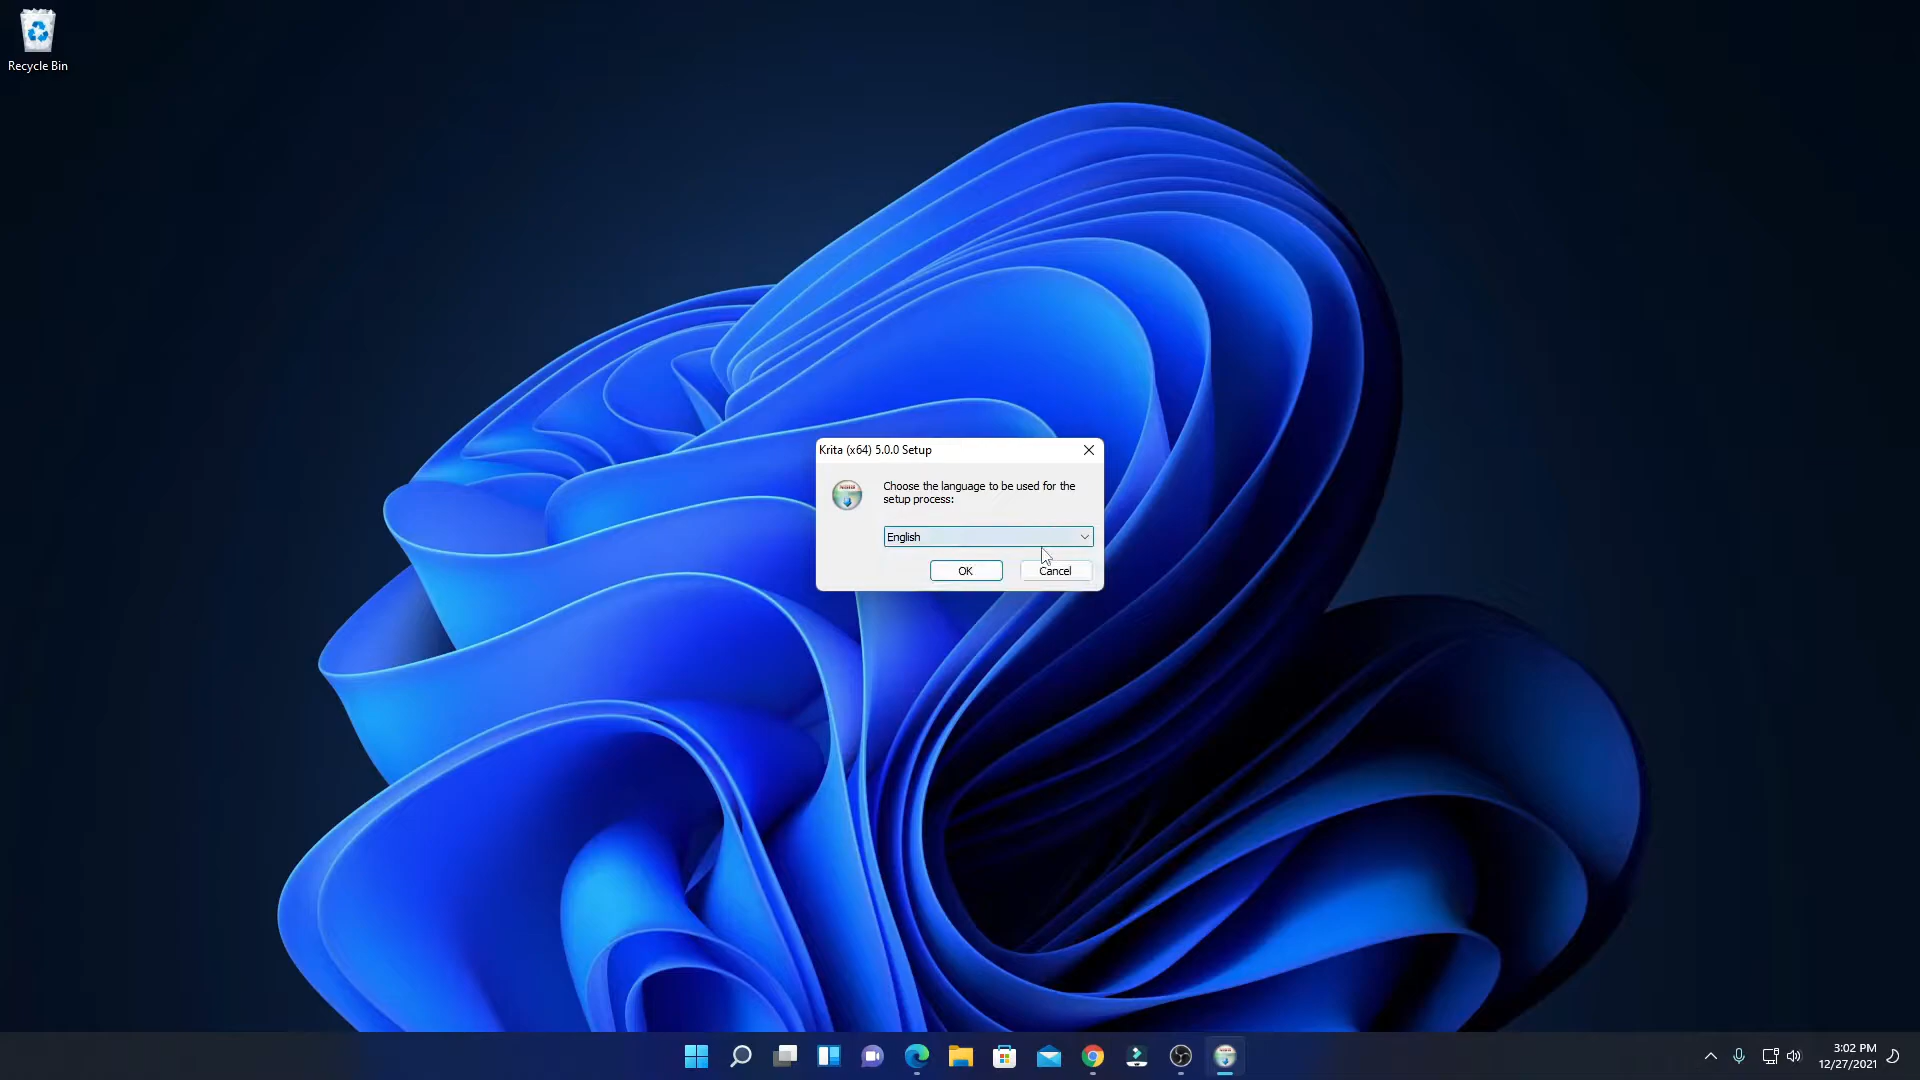 Recycle Bin
Krita (x64) 5.0.0 Setup
Choose the language to be used for the
setup process:
English
OK
Cancel
3:02 PM
12/27/2021